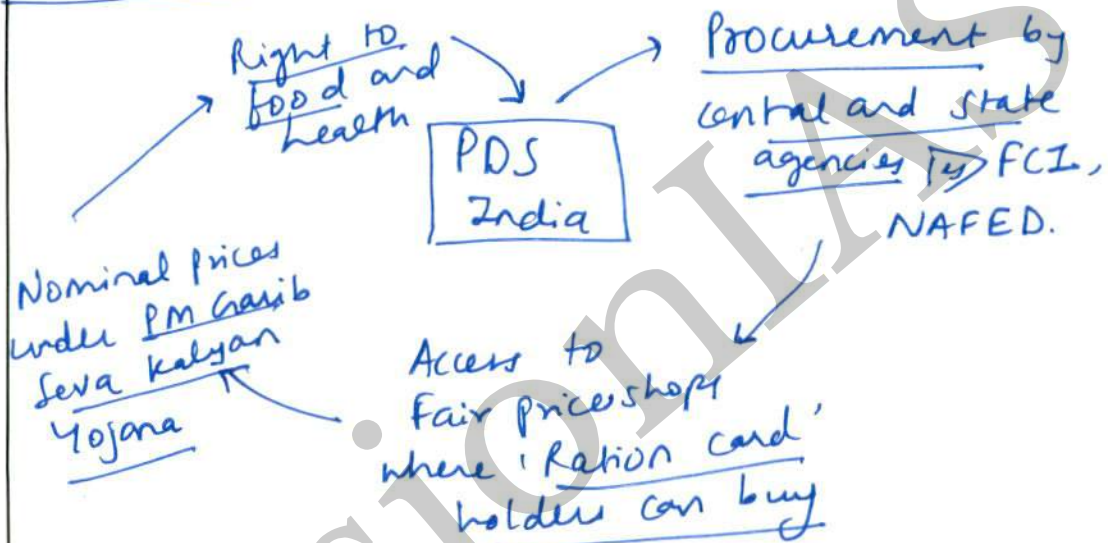 Right to
food and
health
PDS
India
Procurement by
central and state
agencies eg FCI,
NAFED.
Access to
Fair price shops
where 'Ration card'
holders can buy
Nominal prices
under PM Garib
Seva Kalyan
Yojana